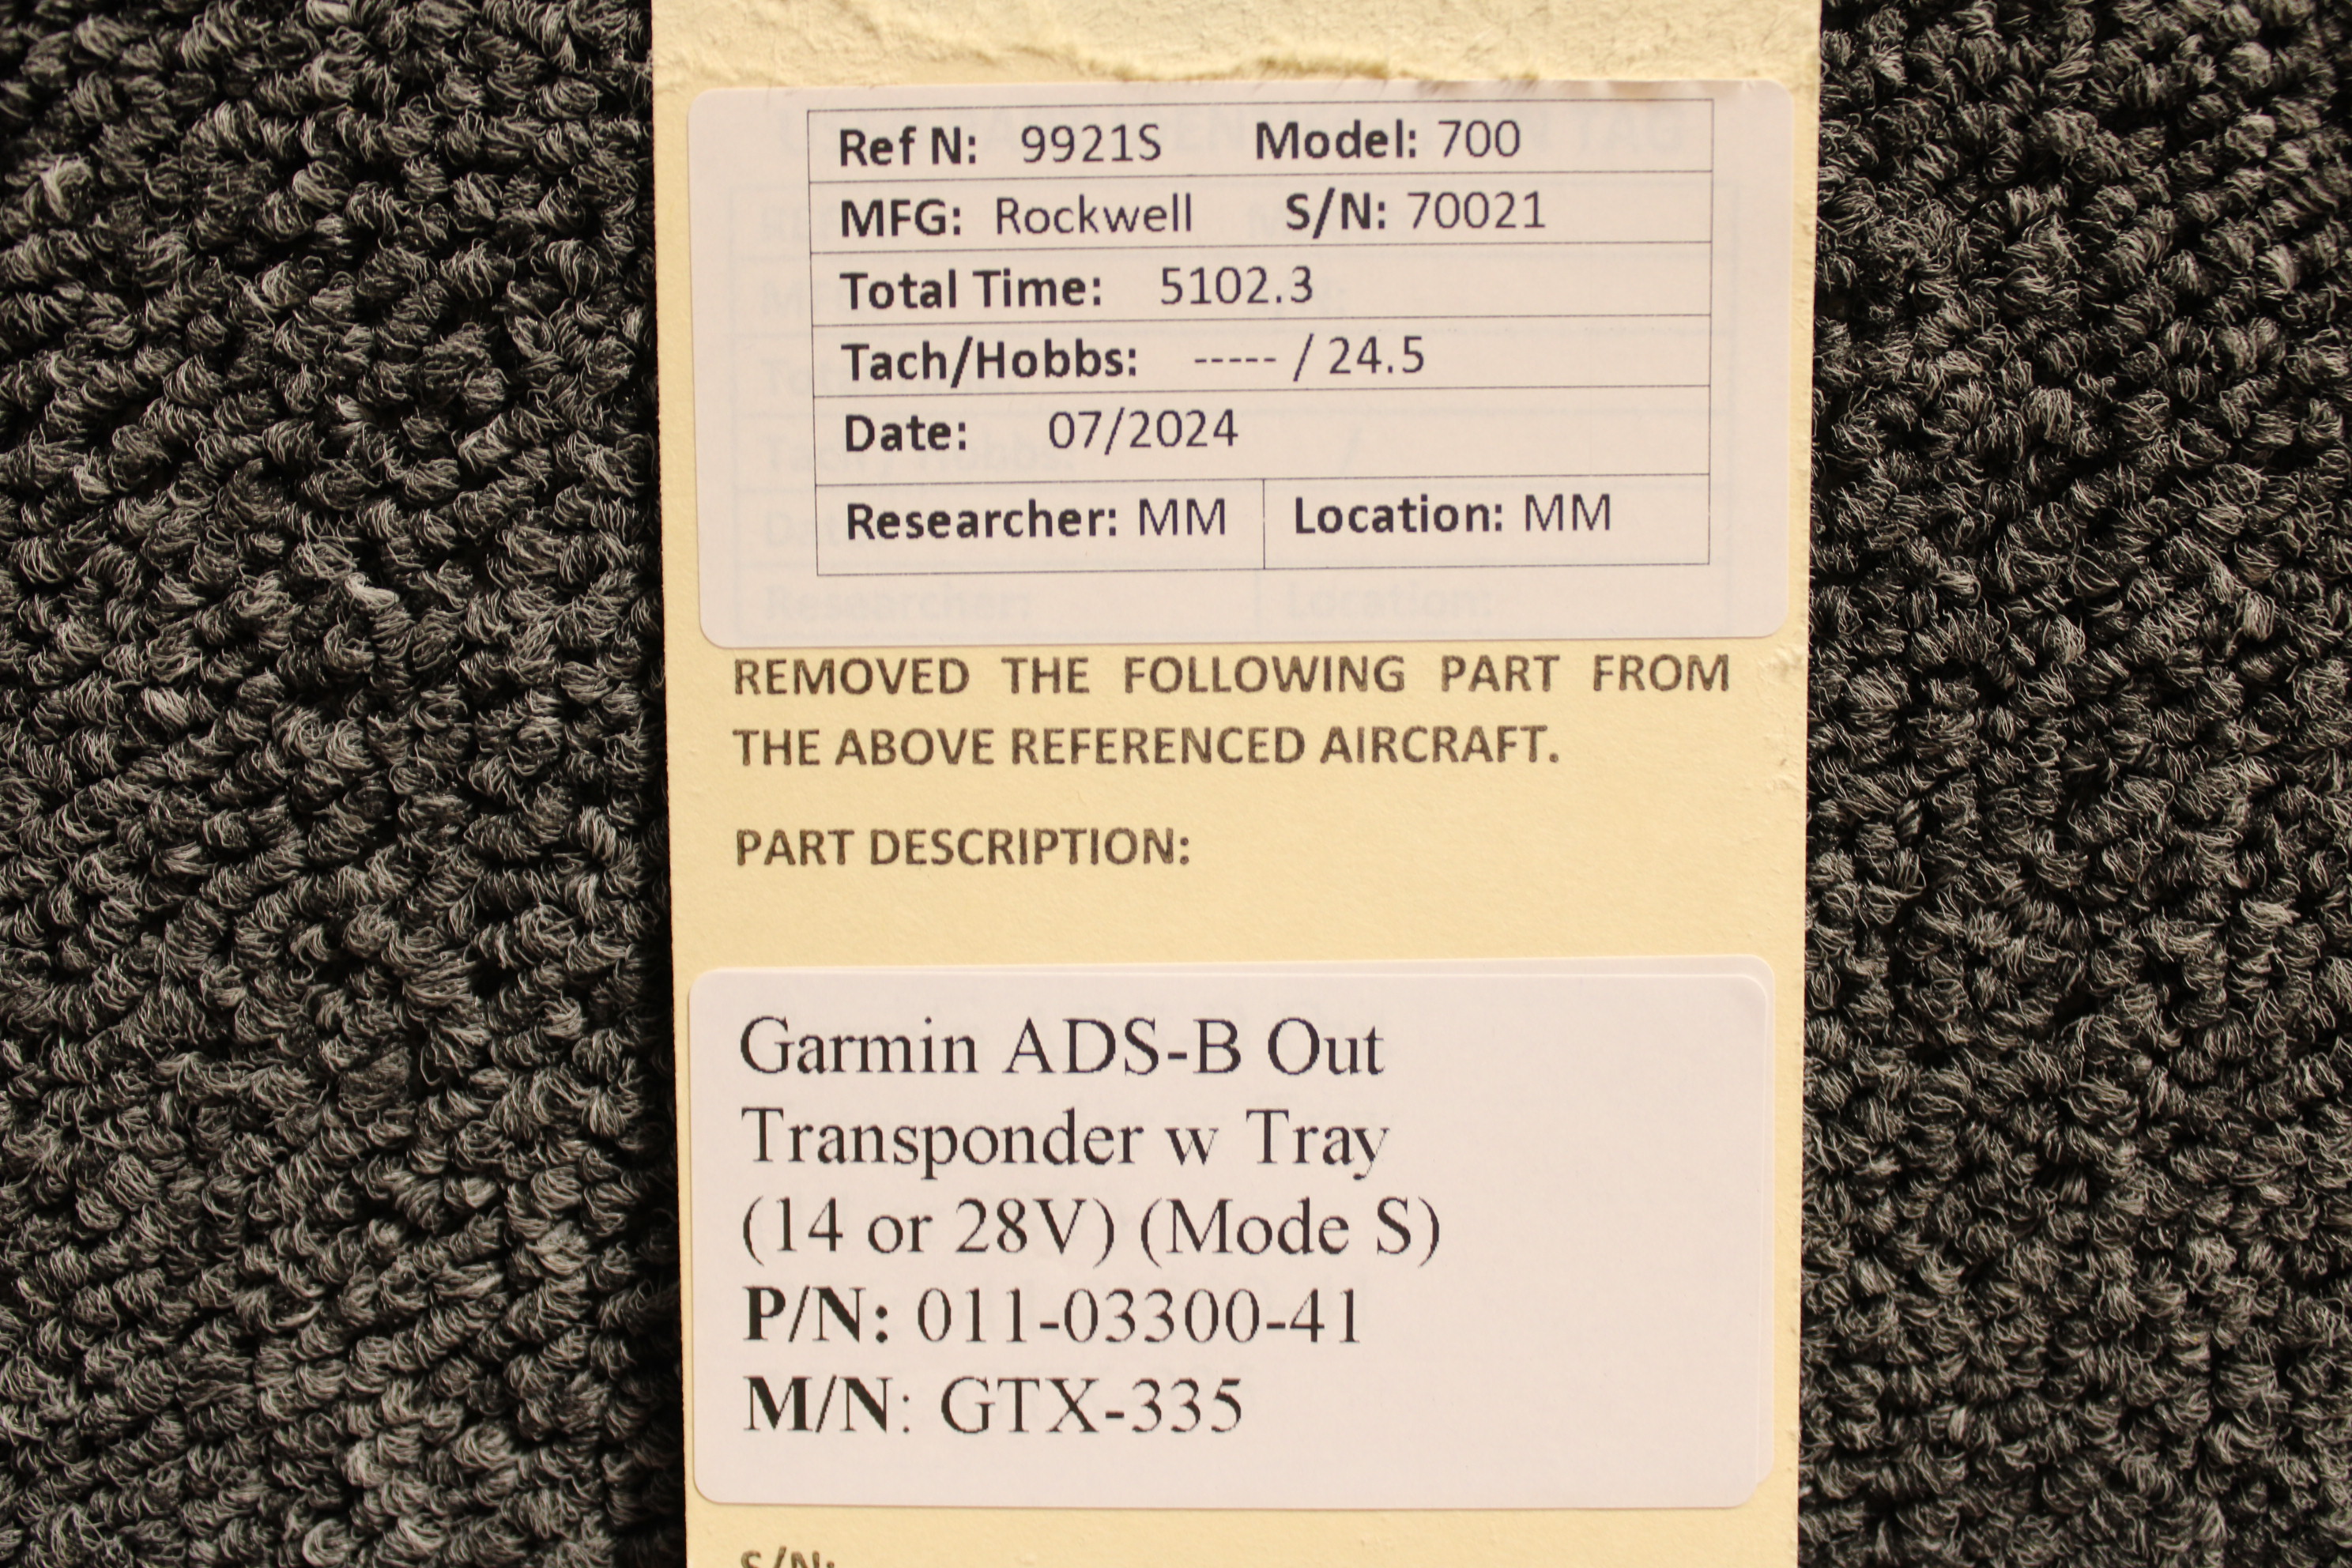 Ref N: 9921S Model: 700
MFG: Rockwell S/N: 70021
Total Time: 5102.3
Tach/Hobbs: ----- / 24.5
Date: 07/2024
Researcher: MM Location: MM
REMOVED THE FOLLOWING PART FROM
THE ABOVE REFERENCED AIRCRAFT.
PART DESCRIPTION:
Garmin ADS-B Out
Transponder w Tray
(14 or 28V) (Mode S)
P/N: 011-03300-41
M/N: GTX-335
S/N: